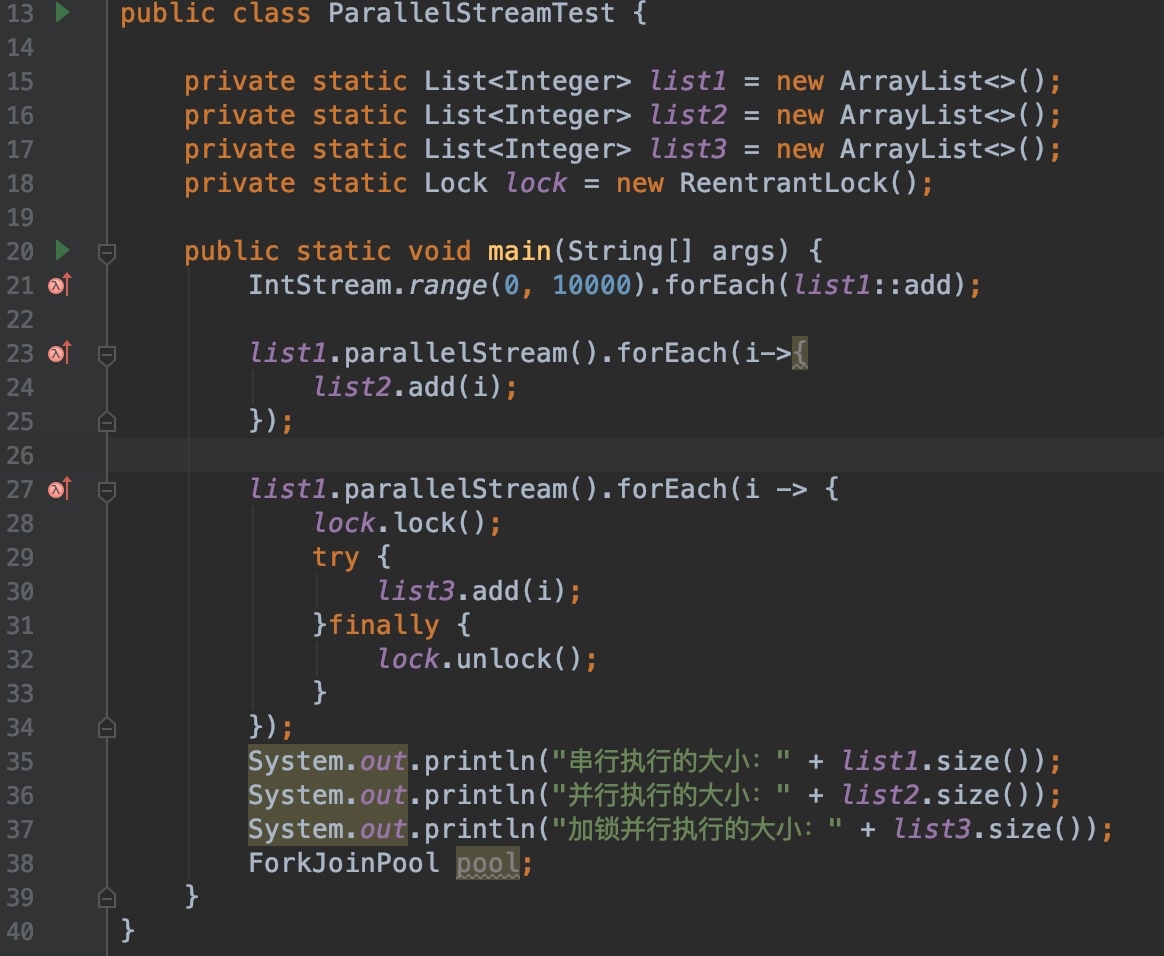 13 public class ParallelStreamTest {
14
15 private static List<Integer> list1 = new ArrayList<>();
16 private static List<Integer> list2 = new ArrayList<>();
17 private static List<Integer> list3 = new ArrayList<>();
18 private static Lock lock = new ReentrantLock();
19
20 public static void main(String[] args) {
21 IntStream.range(0, 10000).forEach(list1::add);
22
23 list1.parallelStream().forEach(i->{
24 list2.add(i);
25 });
26
27 list1.parallelStream().forEach(i -> {
28 lock.lock();
29 try {
30 list3.add(i);
31 }finally {
32 lock.unlock();
33 }
34 });
35 System.out.println("串行执行的大小：" + list1.size());
36 System.out.println("并行执行的大小：" + list2.size());
37 System.out.println("加锁并行执行的大小：" + list3.size());
38 ForkJoinPool pool;
39 }
40 }